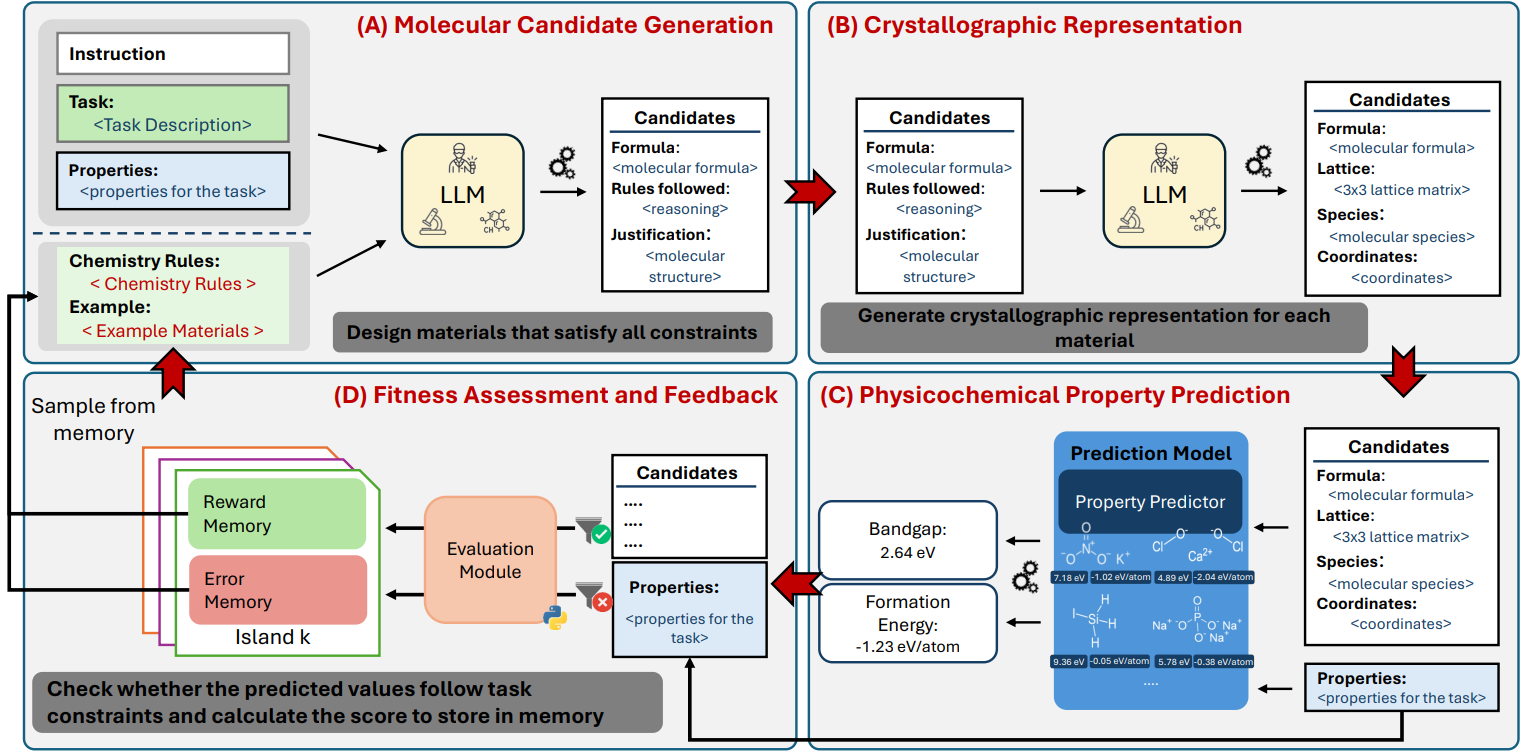 (A) Molecular Candidate Generation
Instruction
Task:
<Task Description>
Properties:
<properties for the task>
Chemistry Rules:
< Chemistry Rules >
Example:
< Example Materials >
LLM
CH
Candidates
Formula:
<molecular formula>
Rules followed:
<reasoning>
Justification:
<molecular
structure>
Design materials that satisfy all constraints
(B) Crystallographic Representation
Candidates
Formula:
<molecular formula>
Rules followed:
<reasoning>
Justification:
<molecular
structure>
LLM
CH
Candidates
Formula:
<molecular formula>
Lattice:
<3x3 lattice matrix>
Species:
<molecular species>
Coordinates:
<coordinates>
Generate crystallographic representation for each
material
(D) Fitness Assessment and Feedback
Sample from
memory
Reward
Memory
Error
Memory
Island k
Evaluation
Module
Candidates
....
....
....
Properties:
<properties for the
task>
Check whether the predicted values follow task
constraints and calculate the score to store in memory
(C) Physicochemical Property Prediction
Bandgap:
2.64 eV
Formation
Energy:
-1.23 eV/atom
Prediction Model
Property Predictor
O
⁻O N⁺ O⁻ K⁺
Cl O⁻ ⁻O Cl
Ca²⁺
7.18 eV -1.02 eV/atom 4.89 eV -2.04 eV/atom
H
I Si H
H
O
Na⁺ ⁻O P O⁻ Na⁺
O⁻ Na⁺
9.36 eV -0.05 eV/atom 5.78 eV -0.38 eV/atom
....
Candidates
Formula:
<molecular formula>
Lattice:
<3x3 lattice matrix>
Species:
<molecular species>
Coordinates:
<coordinates>
Properties:
<properties for the task>